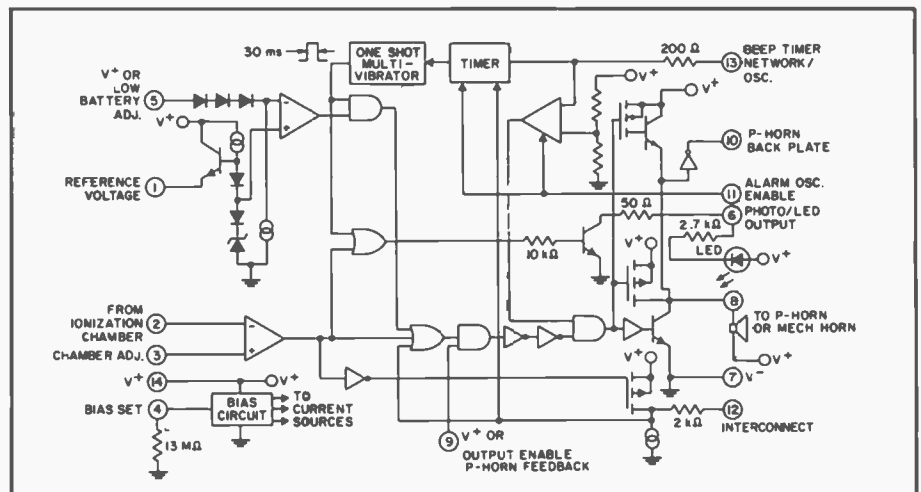 30 ms
ONE SHOT
MULTI-
VIBRATOR
TIMER
200 Ω
13
BEEP TIMER
NETWORK/
OSC.
V+ OR
LOW
BATTERY
ADJ.
5
V+
V+
V+
10
P-HORN
BACK PLATE
REFERENCE
VOLTAGE
1
11
ALARM OSC.
ENABLE
50 Ω
6
PHOTO/LED
OUTPUT
2.7 kΩ
LED
V+
10 kΩ
V+
8
TO P-HORN
OR MECH HORN
V+
FROM
IONIZATION
CHAMBER
2
CHAMBER ADJ.
3
7
V-
V+
14
V+
V+
BIAS SET
4
BIAS
CIRCUIT
TO
CURRENT
SOURCES
13 MΩ
2 kΩ
12
INTERCONNECT
9
V+ OR
OUTPUT ENABLE
P-HORN FEEDBACK